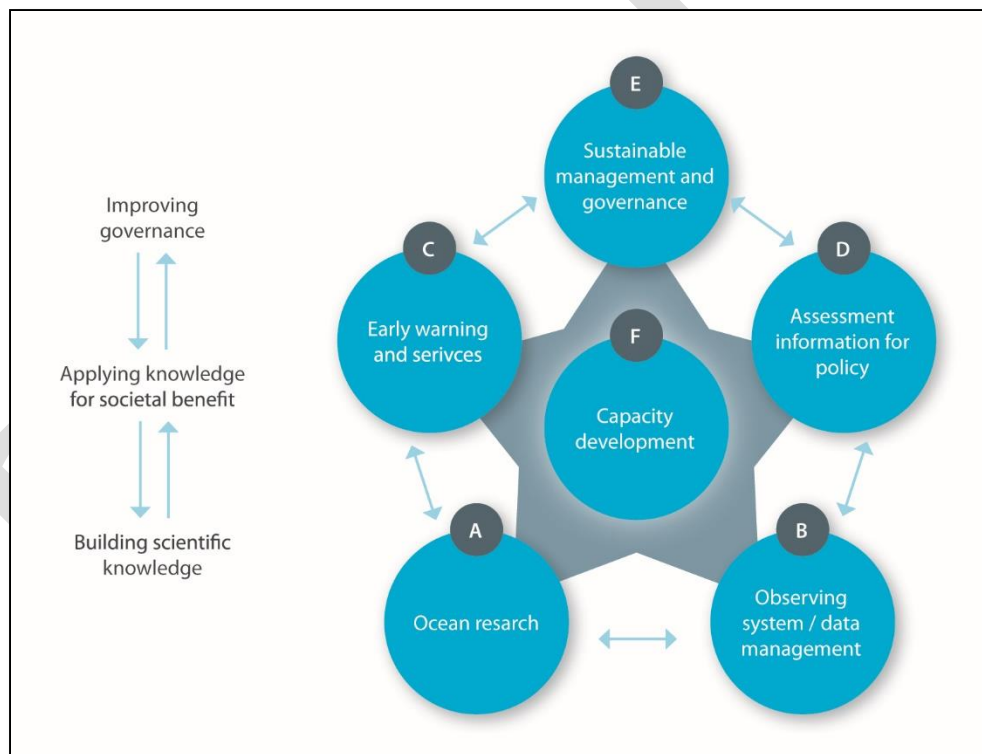 Improving
governance
Applying knowledge
for societal benefit
Building scientific
knowledge
E
Sustainable
management and
governance
C
Early warning
and serivces
D
Assessment
information for
policy
F
Capacity
development
A
Ocean resarch
B
Observing
system / data
management